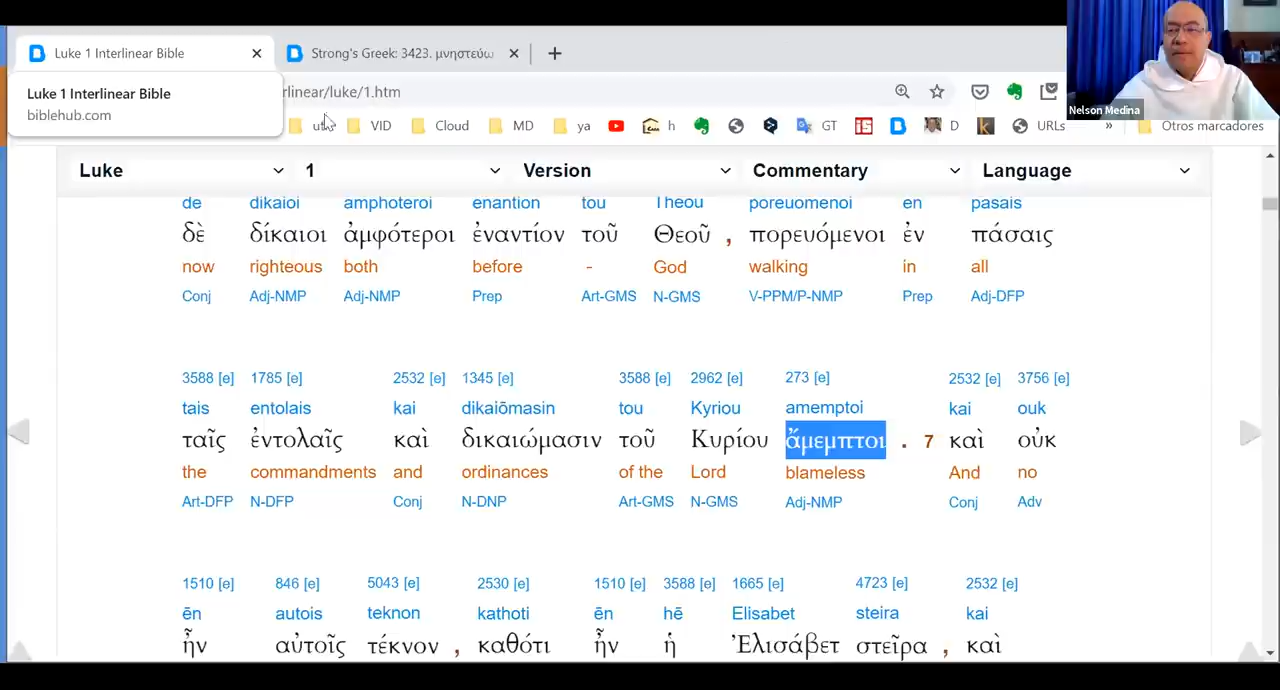 Luke 1 Interlinear Bible
Strong's Greek: 3423. μνηστεύω
Luke 1 Interlinear Bible
biblehub.com
rlinear/luke/1.htm
Nelson Medina
VID Cloud MD ya h GT D URLs » Otros marcadores
Luke 1 Version Commentary Language
de dikaioi amphoteroi enantion tou Theou poreuomenoi en pasais
δὲ δίκαιοι ἀμφότεροι ἐναντίον τοῦ Θεοῦ , πορευόμενοι ἐν πάσαις
now righteous both before - God walking in all
Conj Adj-NMP Adj-NMP Prep Art-GMS N-GMS V-PPM/P-NMP Prep Adj-DFP
3588 [e] 1785 [e] 2532 [e] 1345 [e] 3588 [e] 2962 [e] 273 [e] 2532 [e] 3756 [e]
tais entolais kai dikaiōmasin tou Kyriou amemptoi kai ouk
ταῖς ἐντολαῖς καὶ δικαιώμασιν τοῦ Κυρίου ἄμεμπτοι . 7 καὶ οὐκ
the commandments and ordinances of the Lord blameless And no
Art-DFP N-DFP Conj N-DNP Art-GMS N-GMS Adj-NMP Conj Adv
1510 [e] 846 [e] 5043 [e] 2530 [e] 1510 [e] 3588 [e] 1665 [e] 4723 [e] 2532 [e]
ēn autois teknon kathoti ēn hē Elisabet steira kai
ἦν αὐτοῖς τέκνον , καθότι ἦν ἡ Ἐλισάβετ στεῖρα , καὶ